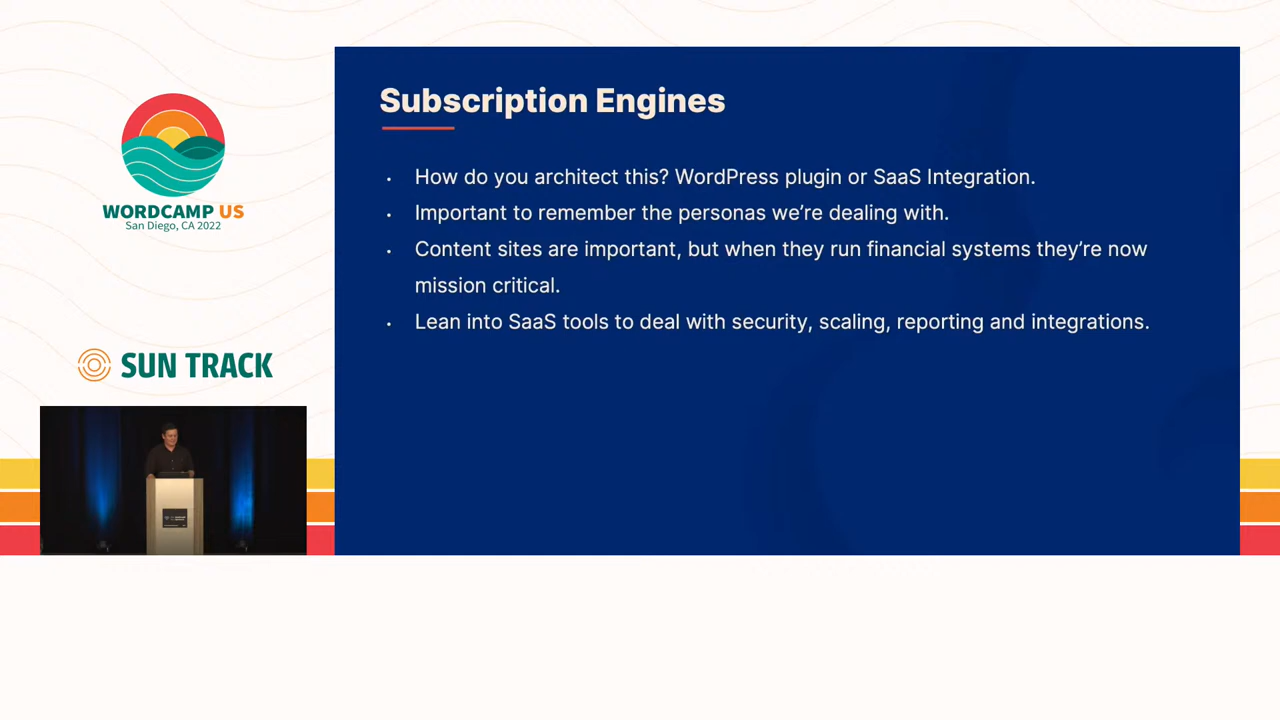 WORDCAMP US
San Diego, CA 2022
SUN TRACK
Subscription Engines
• How do you architect this? WordPress plugin or SaaS Integration.
• Important to remember the personas we’re dealing with.
• Content sites are important, but when they run financial systems they’re now
mission critical.
• Lean into SaaS tools to deal with security, scaling, reporting and integrations.